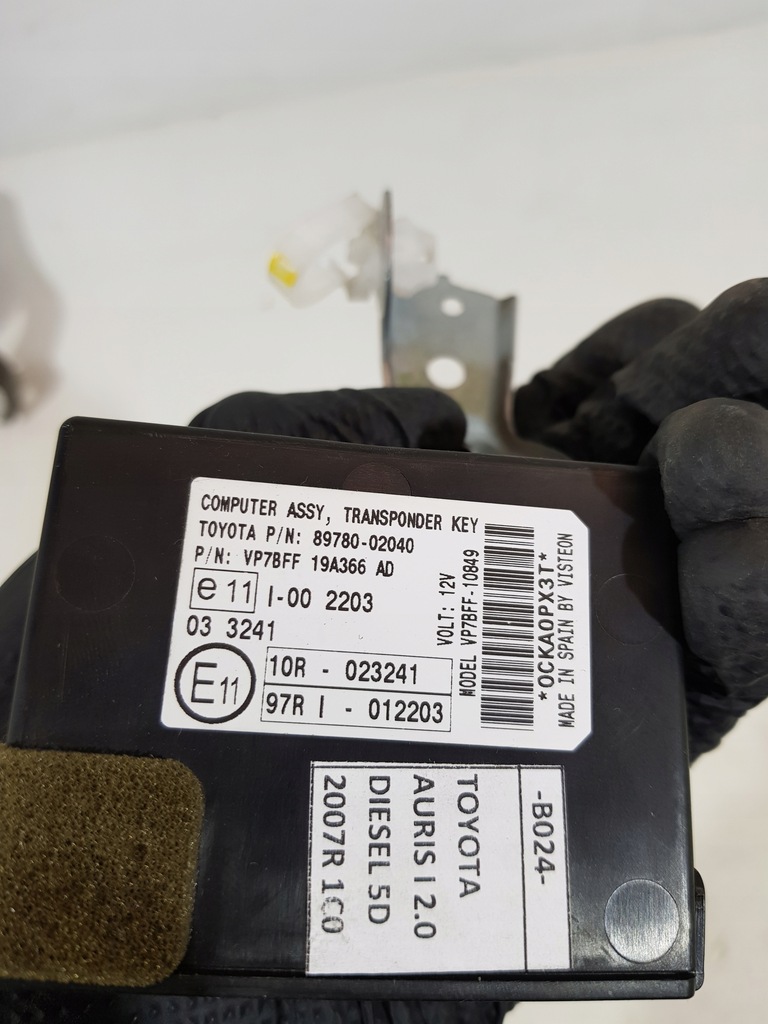 COMPUTER ASSY, TRANSPONDER KEY
TOYOTA P/N: 89780-02040
P/N: VP7BFF 19A366 AD
e 11 I-00 2203
03 3241
E11
10R - 023241
97R I - 012203
VOLT: 12V
MODEL VP7BFF-10849
*0CKA0PX3T*
MADE IN SPAIN BY VISTEON
-B024-
TOYOTA
AURIS I 2.0
DIESEL 5D
2007R 1C0